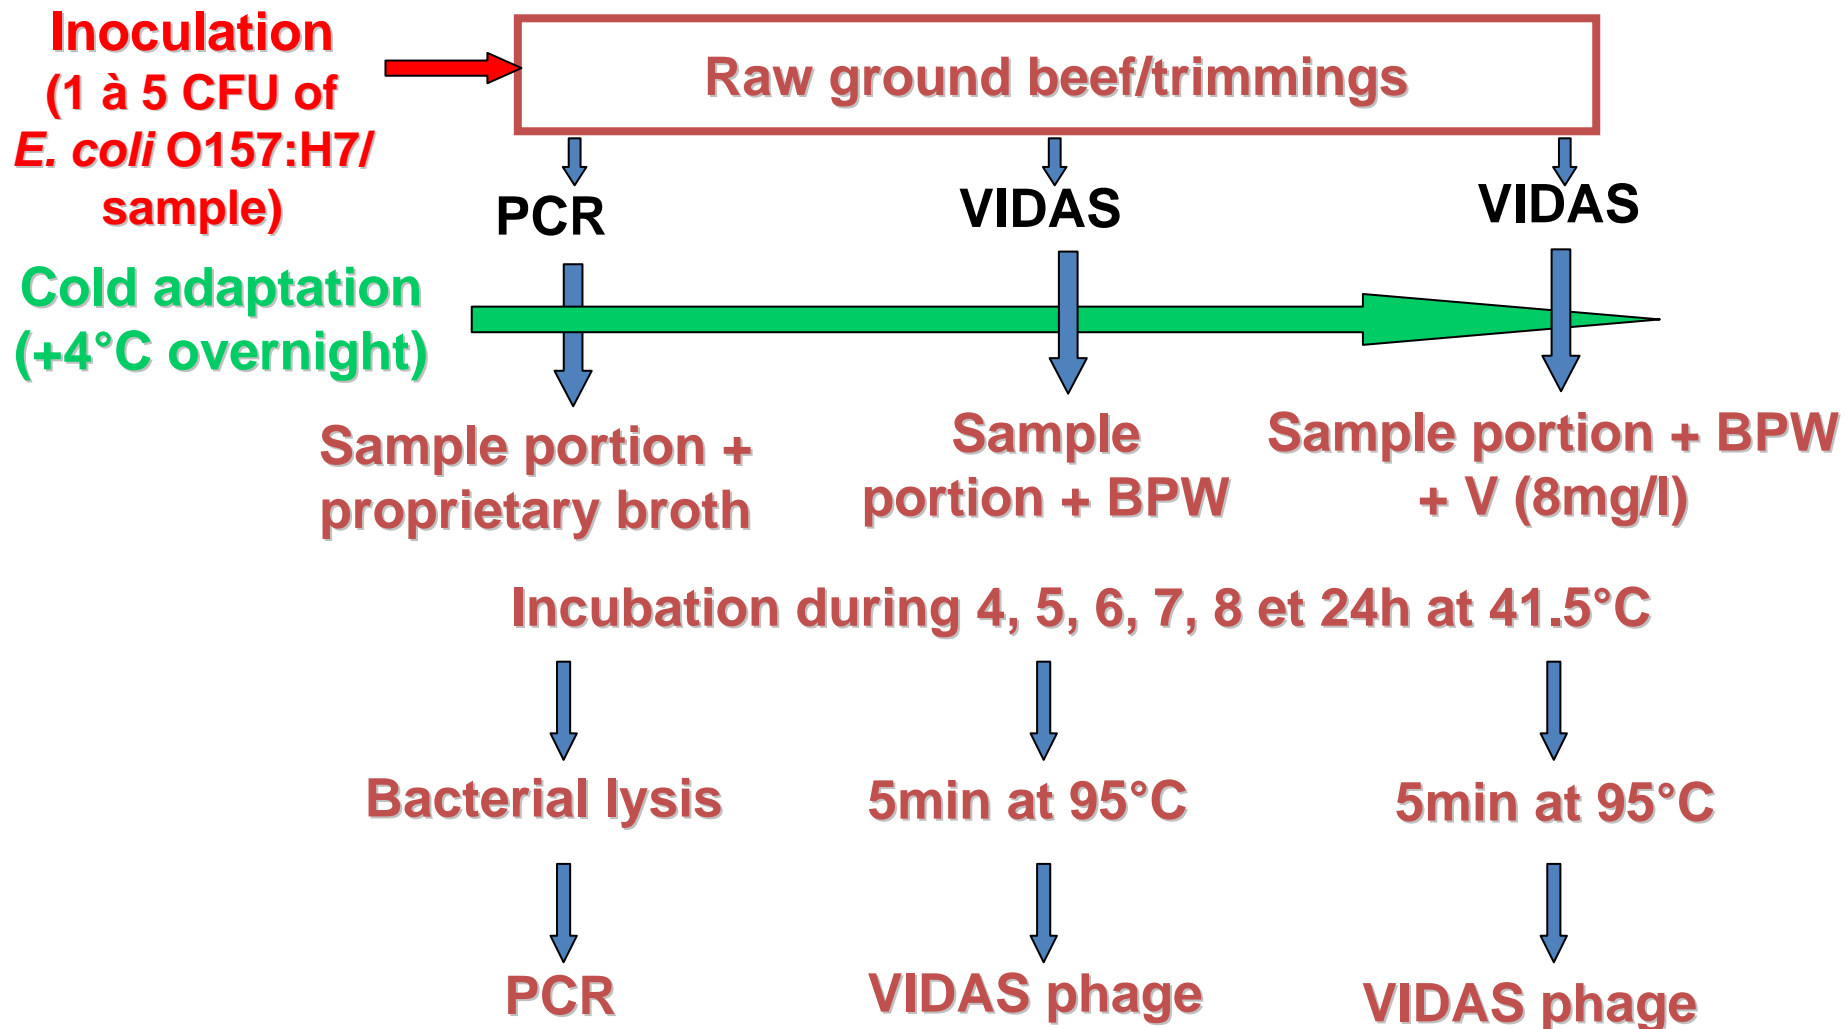 Inoculation
(1 à 5 CFU of
E. coli O157:H7/
sample)
Raw ground beef/trimmings
PCR
VIDAS
VIDAS
Cold adaptation
(+4°C overnight)
Sample portion +
proprietary broth
Sample
portion + BPW
Sample portion + BPW
+ V (8mg/l)
Incubation during 4, 5, 6, 7, 8 et 24h at 41.5°C
Bacterial lysis
5min at 95°C
5min at 95°C
PCR
VIDAS phage
VIDAS phage